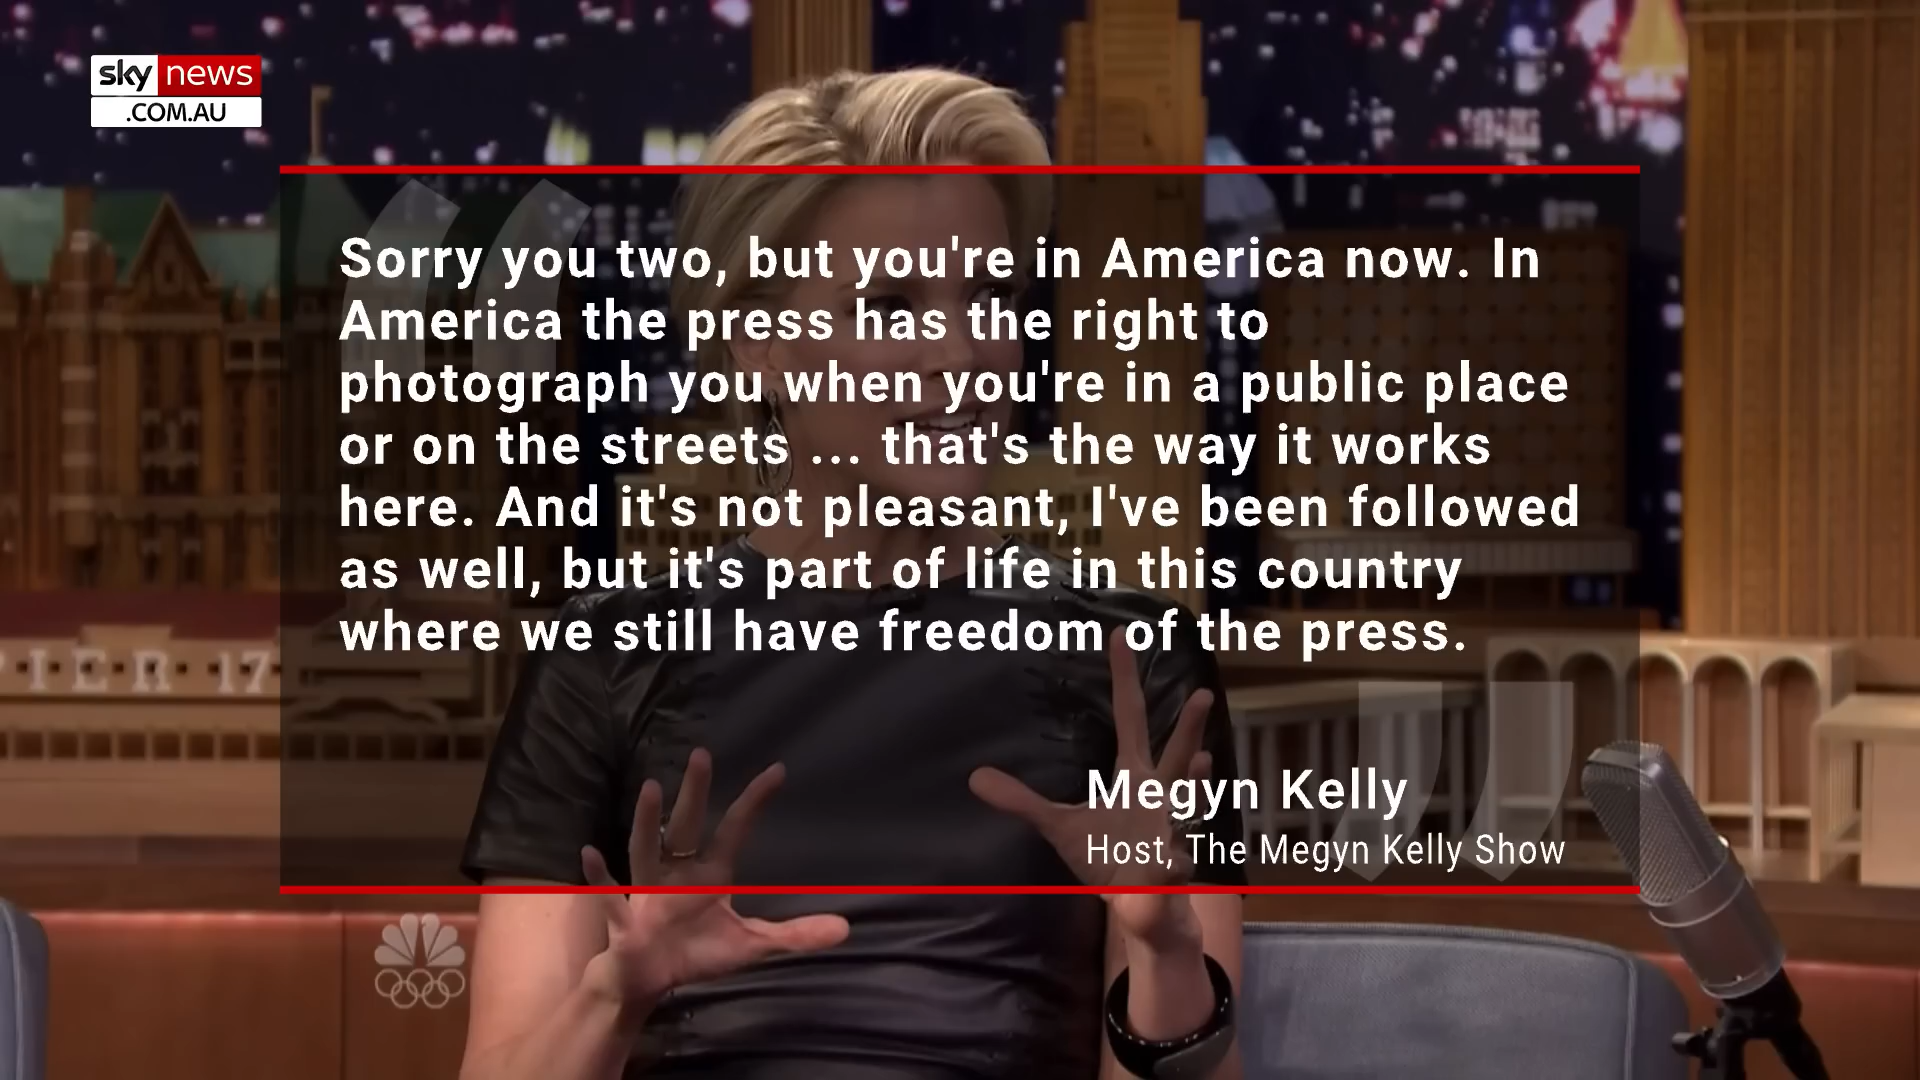 sky news
.COM.AU
Sorry you two, but you're in America now. In
America the press has the right to
photograph you when you're in a public place
or on the streets ... that's the way it works
here. And it's not pleasant, I've been followed
as well, but it's part of life in this country
where we still have freedom of the press.
PIER 17
Megyn Kelly
Host, The Megyn Kelly Show